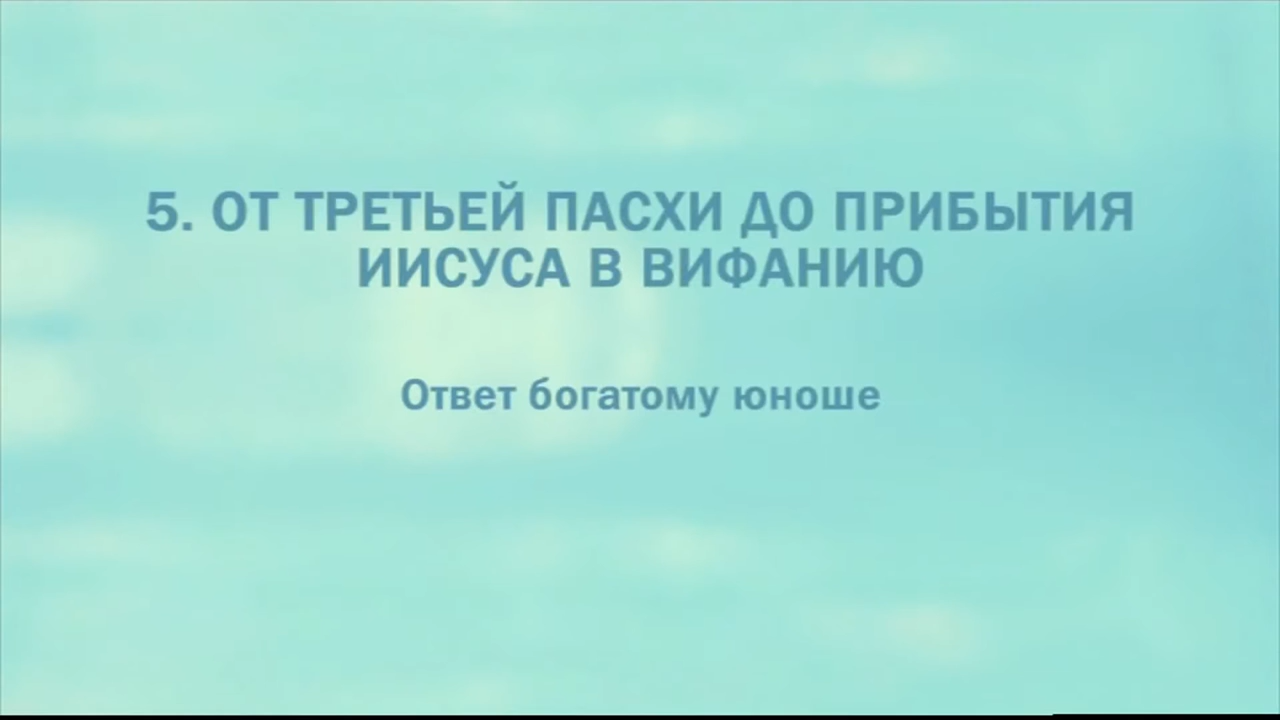 5. ОТ ТРЕТЬЕЙ ПАСХИ ДО ПРИБЫТИЯ
ИИСУСА В ВИФАНИЮ
Ответ богатому юноше